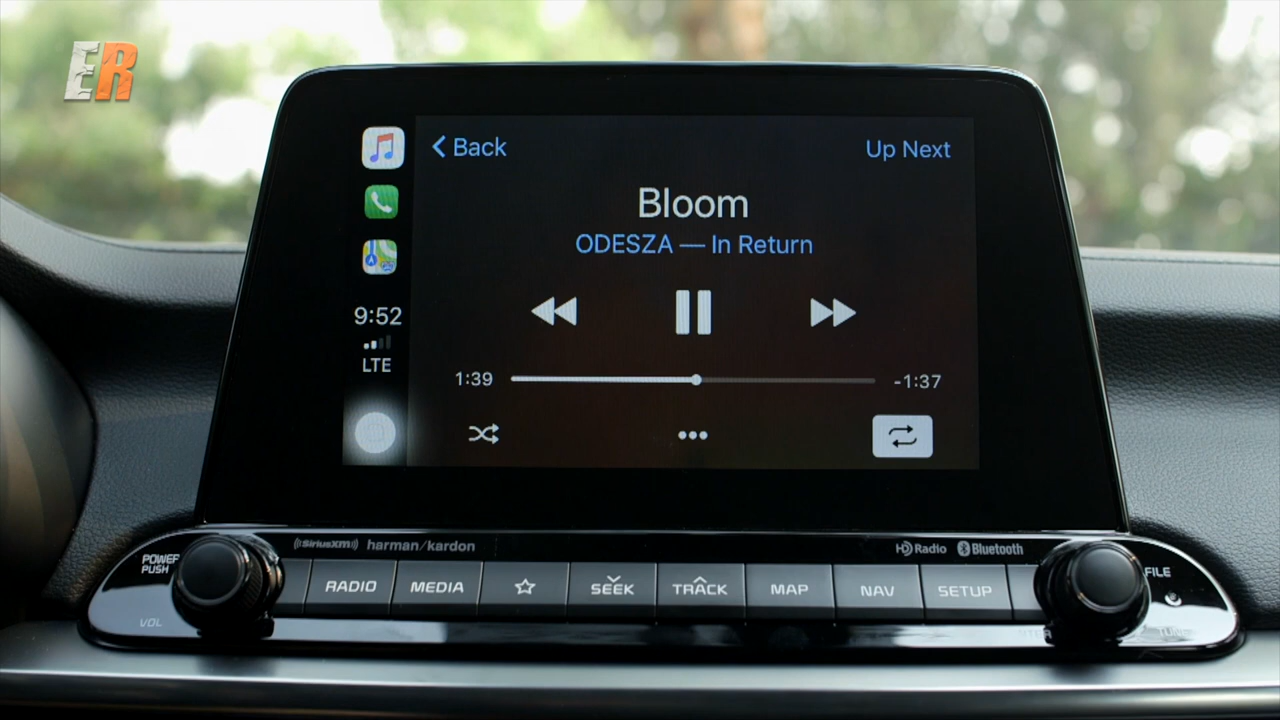 ER
Back
Up Next
Bloom
ODESZA — In Return
9:52
LTE
1:39
-1:37
POWER
PUSH
VOL
((SiriusXM))
harman/kardon
HD Radio
Bluetooth
RADIO
MEDIA
SEEK
TRACK
MAP
NAV
SETUP
FILE